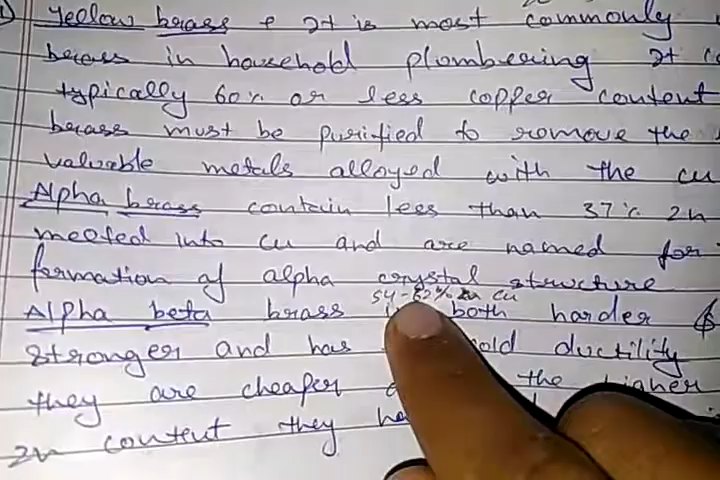 Yellow brass It is most commonly
brass in household plombering It
typically 60% or less copper content
brass must be purified to remove the
valuable metals alloyed with the cu
Alpha brass contain less than 37% Zn
melted into cu and are named for
formation of alpha crystal structure
54-62% cu
Alpha beta brass both harder &
stronger and has ductility
they are cheaper the higher
Zn content they